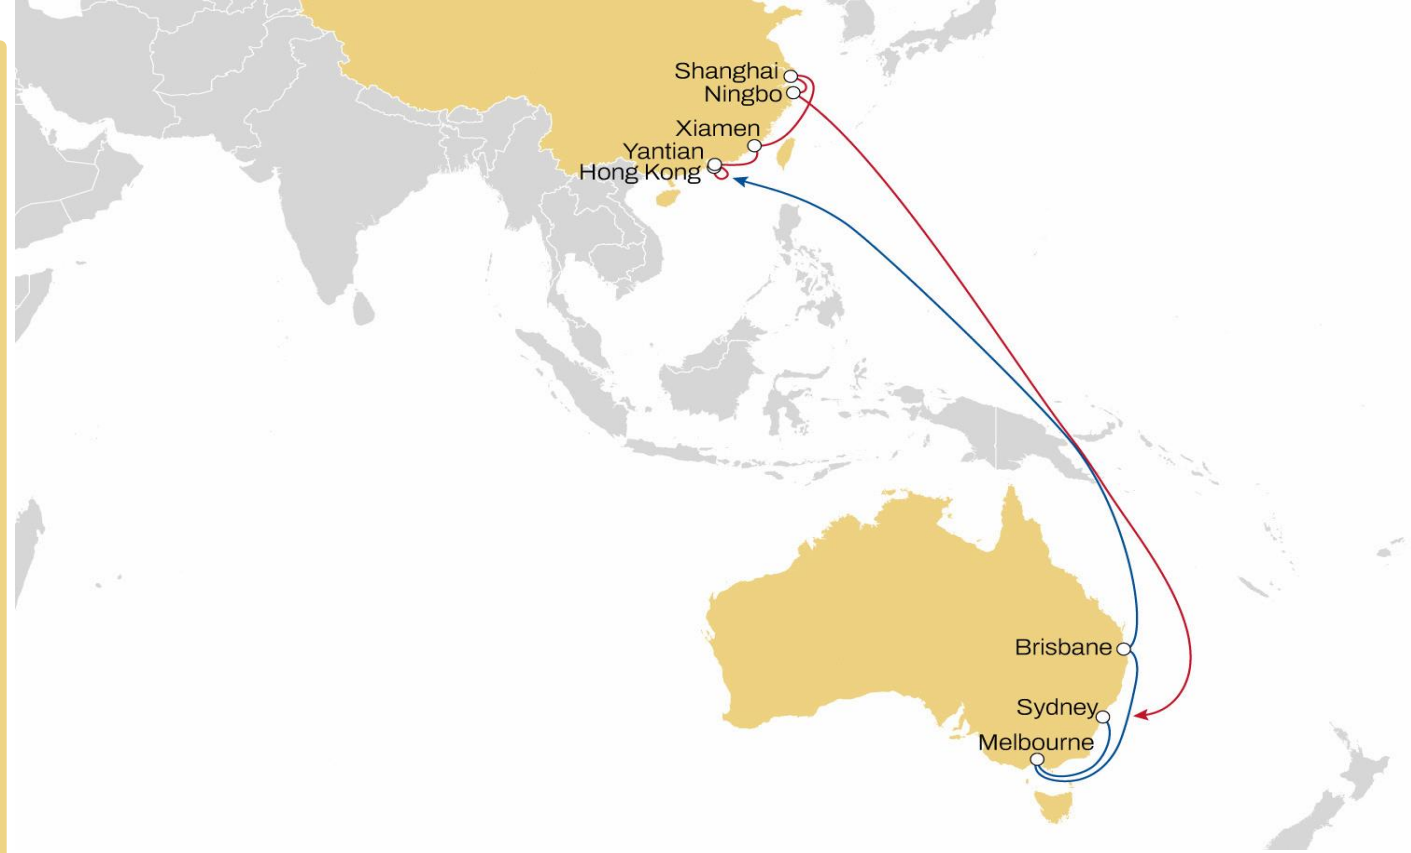 Shanghai
Ningbo
Xiamen
Yantian
Hong Kong
Brisbane
Sydney
Melbourne